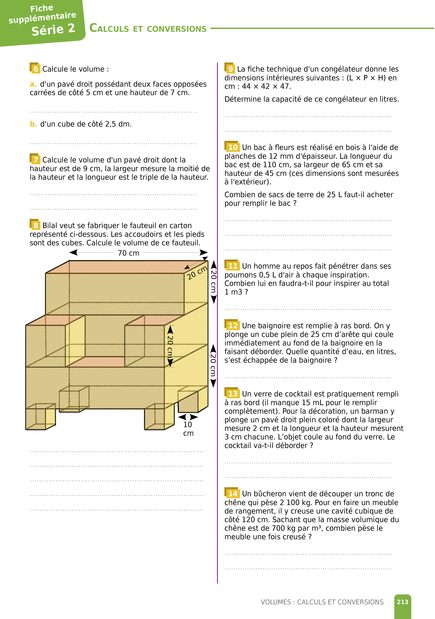 Fiche
supplémentaire
Série 2
CALCULS ET CONVERSIONS
6 Calcule le volume :
a. d'un pavé droit possédant deux faces opposées
carrées de côté 5 cm et une hauteur de 7 cm.
b. d'un cube de côté 2,5 dm.
7 Calcule le volume d'un pavé droit dont la
hauteur est de 9 cm, la largeur mesure la moitié de
la hauteur et la longueur est le triple de la hauteur.
8 Bilal veut se fabriquer le fauteuil en carton
représenté ci-dessous. Les accoudoirs et les pieds
sont des cubes. Calcule le volume de ce fauteuil.
70 cm
20 cm
20 cm
20 cm
20 cm
10
cm
9 La fiche technique d'un congélateur donne les
dimensions intérieures suivantes : (L × P × H) en
cm : 44 × 42 × 47.
Détermine la capacité de ce congélateur en litres.
10 Un bac à fleurs est réalisé en bois à l'aide de
planches de 12 mm d'épaisseur. La longueur du
bac est de 110 cm, sa largeur de 65 cm et sa
hauteur de 45 cm (ces dimensions sont mesurées
à l'extérieur).
Combien de sacs de terre de 25 L faut-il acheter
pour remplir le bac ?
11 Un homme au repos fait pénétrer dans ses
poumons 0,5 L d'air à chaque inspiration.
Combien lui en faudra-t-il pour inspirer au total
1 m3 ?
12 Une baignoire est remplie à ras bord. On y
plonge un cube plein de 25 cm d'arête qui coule
immédiatement au fond de la baignoire en la
faisant déborder. Quelle quantité d'eau, en litres,
s'est échappée de la baignoire ?
13 Un verre de cocktail est pratiquement rempli
à ras bord (il manque 15 mL pour le remplir
complètement). Pour la décoration, un barman y
plonge un pavé droit plein coloré dont la largeur
mesure 2 cm et la longueur et la hauteur mesurent
3 cm chacune. L'objet coule au fond du verre. Le
cocktail va-t-il déborder ?
14 Un bûcheron vient de découper un tronc de
chêne qui pèse 2 100 kg. Pour en faire un meuble
de rangement, il y creuse une cavité cubique de
côté 120 cm. Sachant que la masse volumique du
chêne est de 700 kg par m³, combien pèse le
meuble une fois creusé ?
VOLUMES : CALCULS ET CONVERSIONS
213